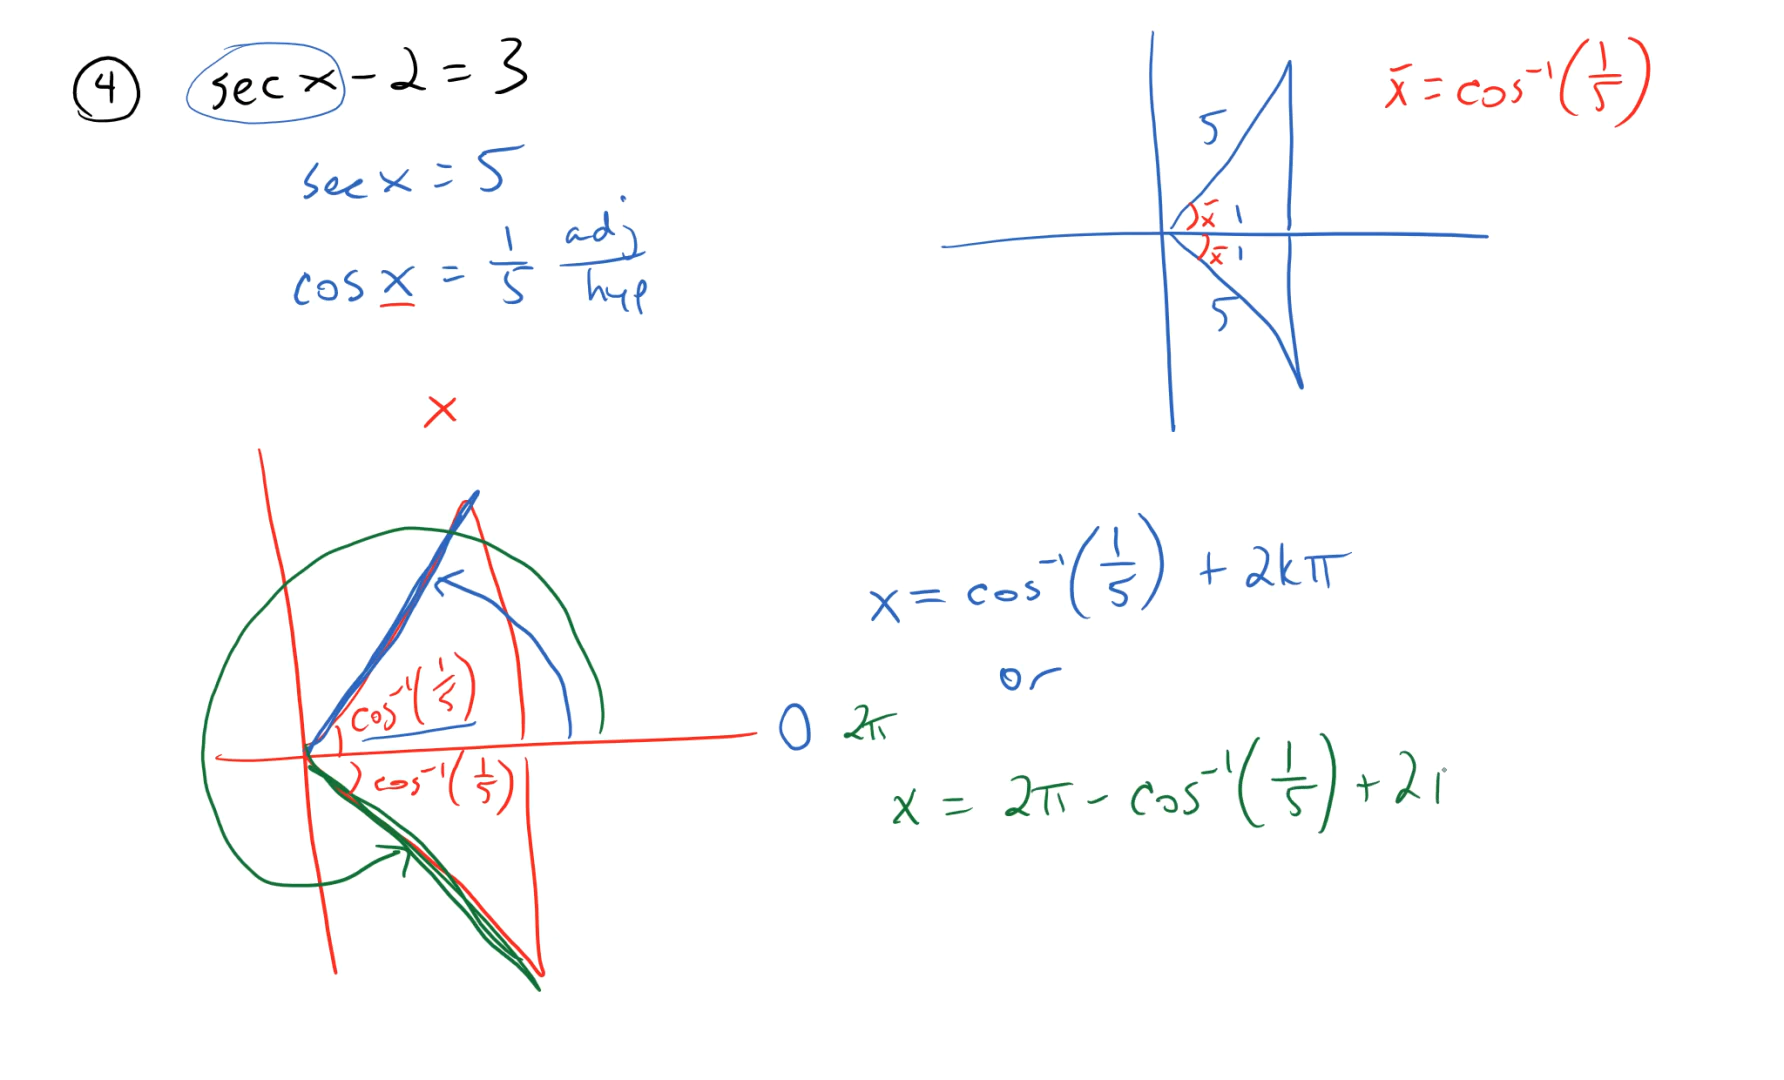 ④ sec x - 2 = 3
sec x = 5
cos x = 1/5 adj/hyp
x̄ = cos⁻¹(1/5)
5
x̄ 1
x̄ 1
5
x
cos⁻¹(1/5)
cos⁻¹(1/5)
0 2π
x = cos⁻¹(1/5) + 2kπ
or
x = 2π - cos⁻¹(1/5) + 2